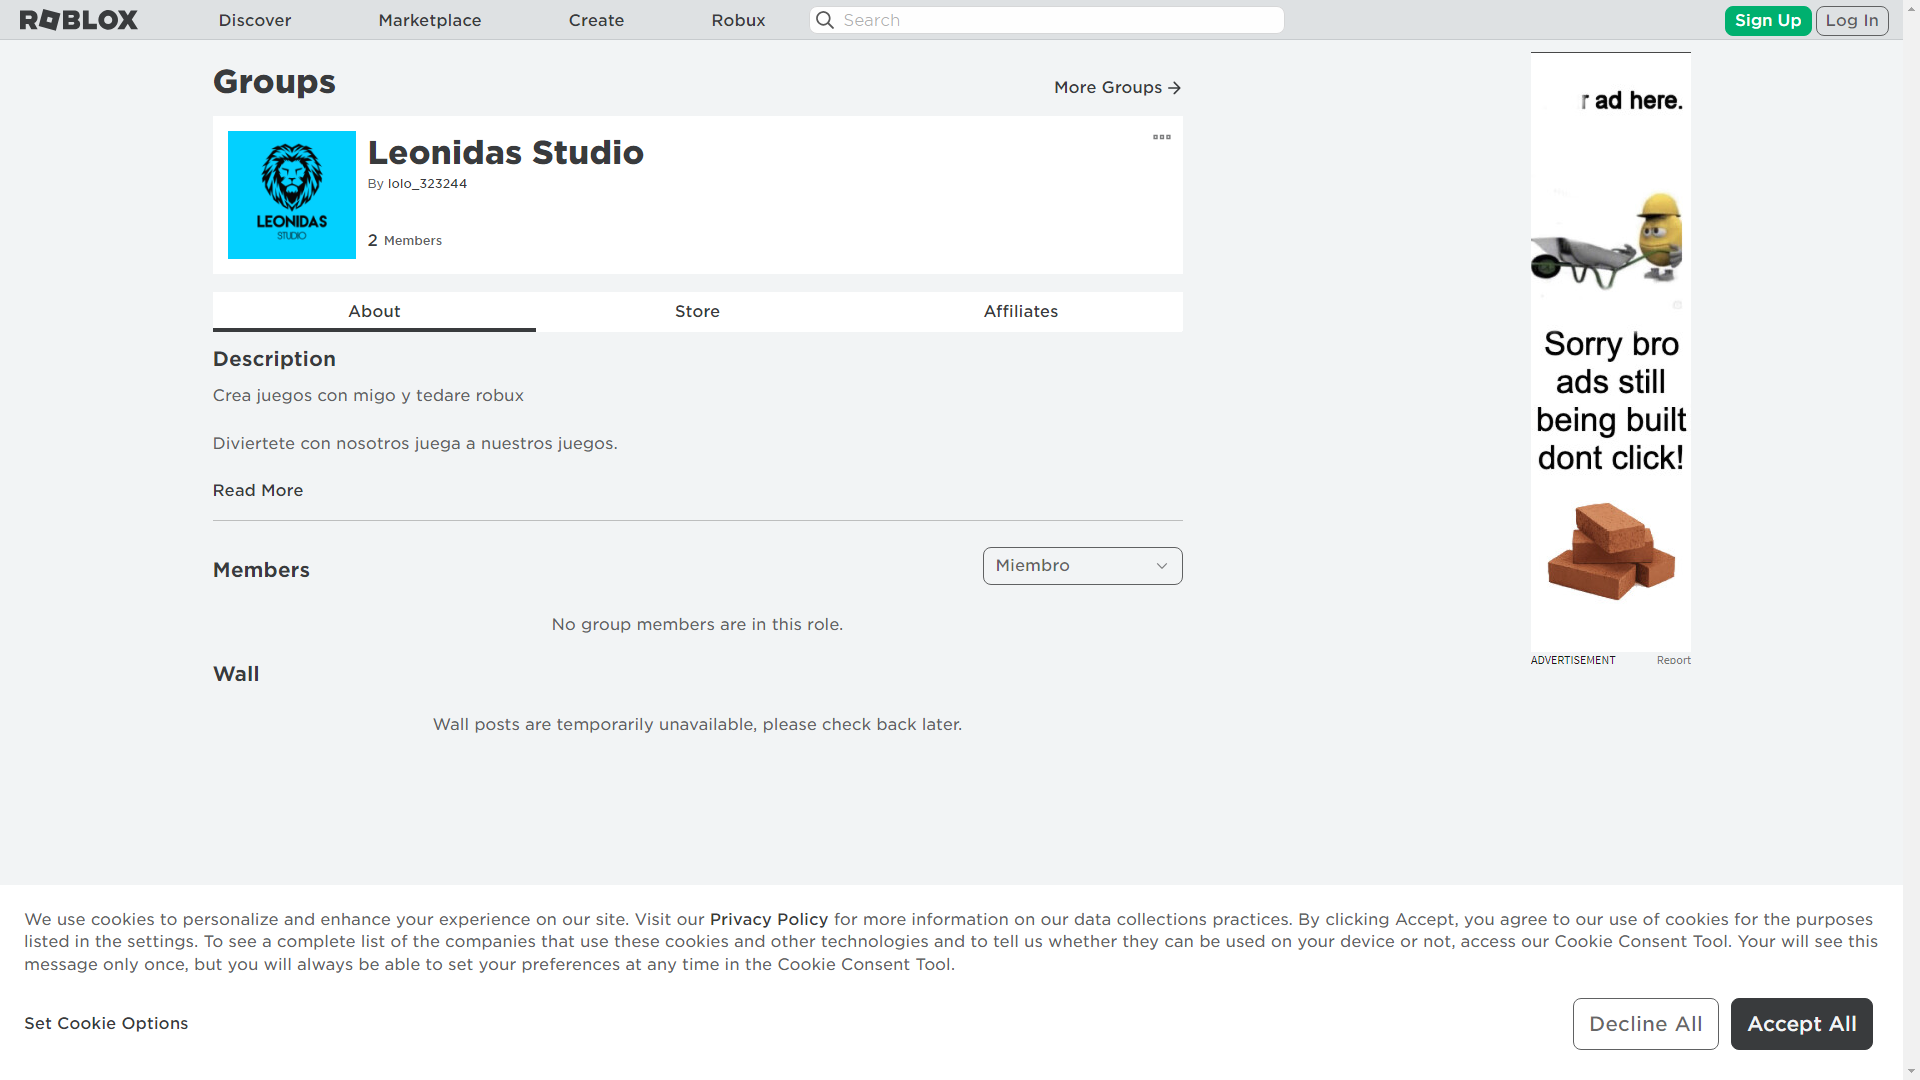 ROBLOX
Discover
Marketplace
Create
Robux
Search
Sign Up
Log In
Groups
More Groups
Leonidas Studio
By lolo_323244
2 Members
LEONIDAS
STUDIO
About
Store
Affiliates
Description
Crea juegos con migo y tedare robux
Diviertete con nosotros juega a nuestros juegos.
Read More
Members
Miembro
No group members are in this role.
Wall
Wall posts are temporarily unavailable, please check back later.
r ad here.
Sorry bro
ads still
being built
dont click!
ADVERTISEMENT
Report
We use cookies to personalize and enhance your experience on our site. Visit our Privacy Policy for more information on our data collections practices. By clicking Accept, you agree to our use of cookies for the purposes
listed in the settings. To see a complete list of the companies that use these cookies and other technologies and to tell us whether they can be used on your device or not, access our Cookie Consent Tool. Your will see this
message only once, but you will always be able to set your preferences at any time in the Cookie Consent Tool.
Set Cookie Options
Decline All
Accept All